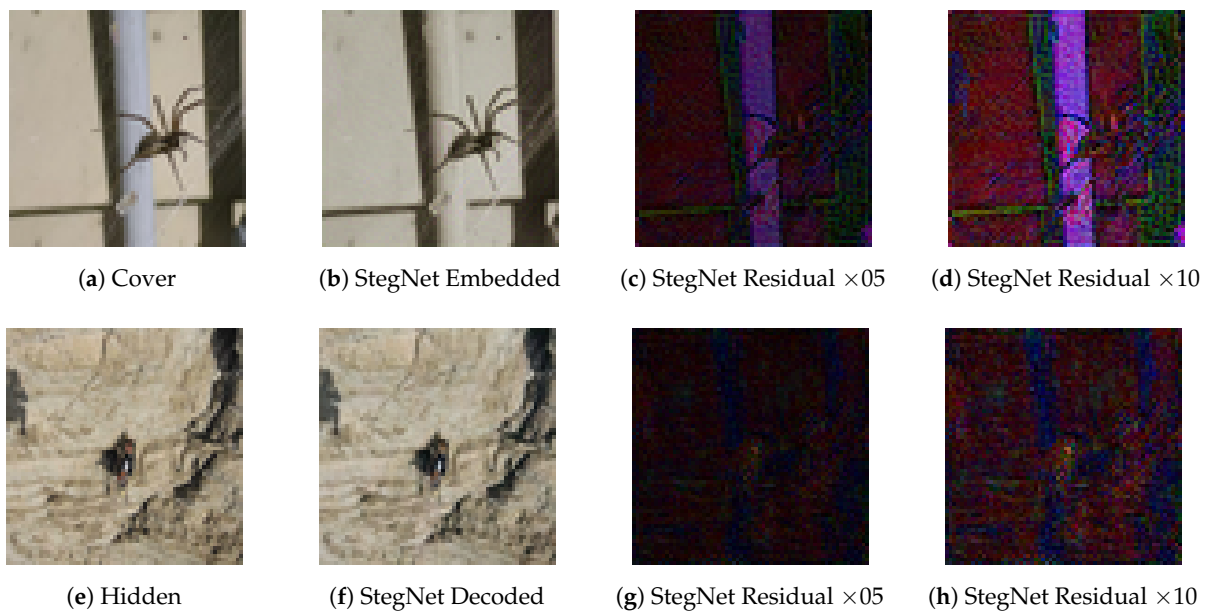 (a) Cover
(b) StegNet Embedded
(c) StegNet Residual ×05
(d) StegNet Residual ×10
(e) Hidden
(f) StegNet Decoded
(g) StegNet Residual ×05
(h) StegNet Residual ×10